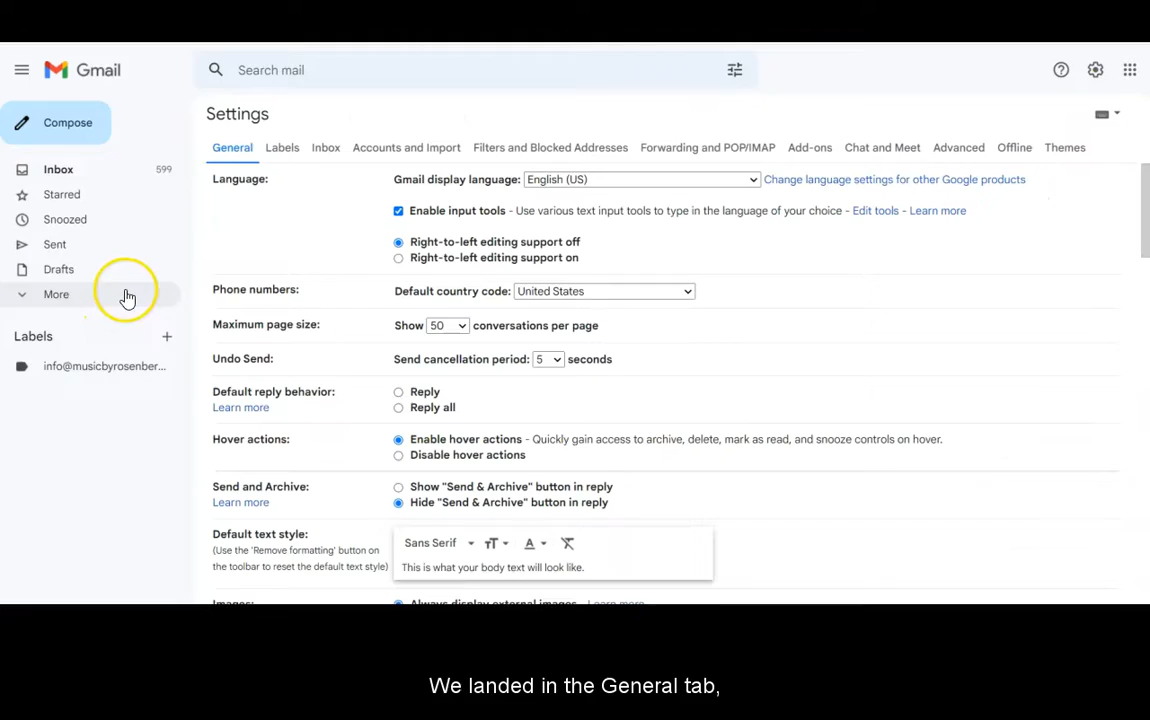 Gmail
Search mail
Compose
Inbox 599
Starred
Snoozed
Sent
Drafts
More
Labels
info@musicbyrosenber...
Settings
General Labels Inbox Accounts and Import Filters and Blocked Addresses Forwarding and POP/IMAP Add-ons Chat and Meet Advanced Offline Themes
Language: Gmail display language: English (US) Change language settings for other Google products
Enable input tools - Use various text input tools to type in the language of your choice - Edit tools - Learn more
Right-to-left editing support off
Right-to-left editing support on
Phone numbers: Default country code: United States
Maximum page size: Show 50 conversations per page
Undo Send: Send cancellation period: 5 seconds
Default reply behavior: Reply
Learn more Reply all
Hover actions: Enable hover actions - Quickly gain access to archive, delete, mark as read, and snooze controls on hover.
Disable hover actions
Send and Archive: Show "Send & Archive" button in reply
Learn more Hide "Send & Archive" button in reply
Default text style: Sans Serif
(Use the 'Remove formatting' button on
the toolbar to reset the default text style) This is what your body text will look like.
Images: Always display external images - Learn more
We landed in the General tab,